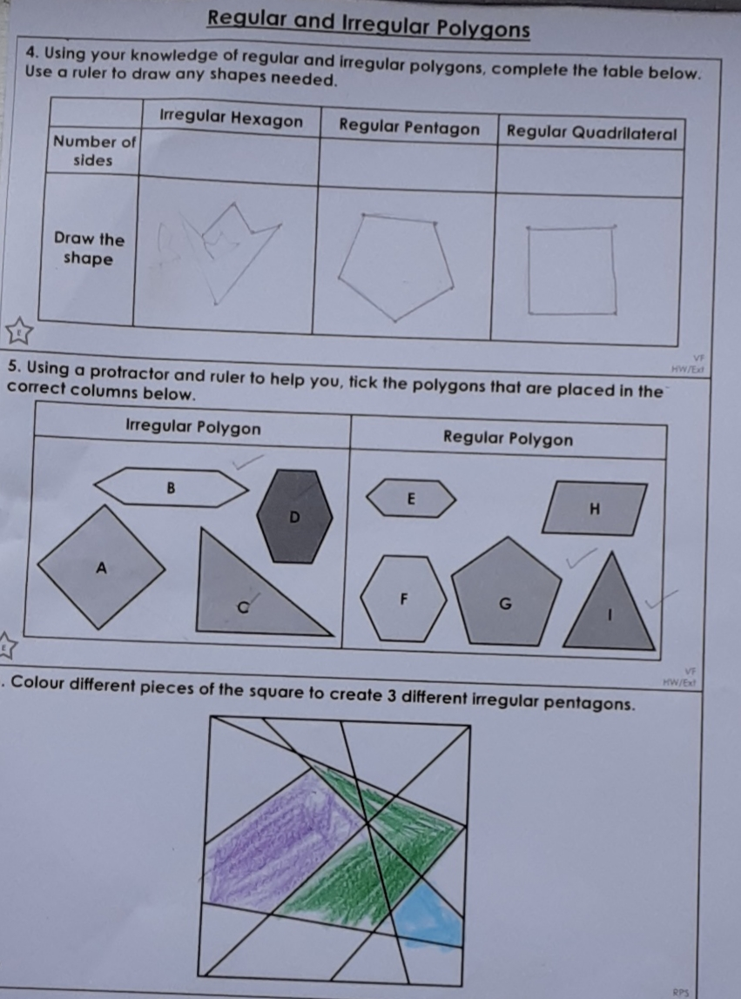 Regular and Irregular Polygons
4. Using your knowledge of regular and irregular polygons, complete the table below.
Use a ruler to draw any shapes needed.
Irregular Hexagon Regular Pentagon Regular Quadrilateral
Number of
sides
Draw the
shape
E
VF
HW/Ext
5. Using a protractor and ruler to help you, tick the polygons that are placed in the
correct columns below.
Irregular Polygon Regular Polygon
B
D
E
H
A
C
F
G
I
E
VF
HW/Ext
. Colour different pieces of the square to create 3 different irregular pentagons.
RPS